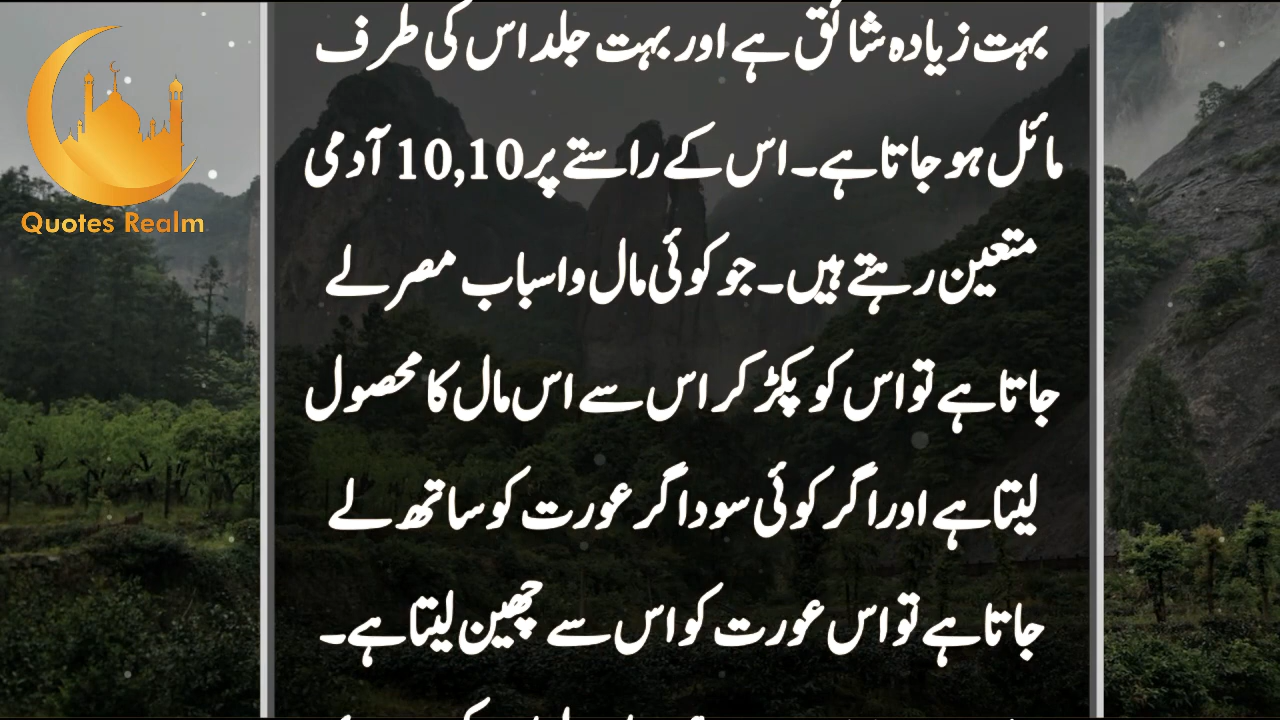 بہت زیادہ شائق ہے اور بہت جلد اس کی طرف
مائل ہو جاتا ہے۔ اس کے راستے پر 10,10 آدمی
متعین رہتے ہیں۔ جو کوئی مال و اسباب مصر لے
جاتا ہے تو اس کو پکڑ کر اس سے اس مال کا محصول
لیتا ہے اور اگر کوئی سوداگر عورت کو ساتھ لے
جاتا ہے تو اس عورت کو اس سے چھین لیتا ہے۔
Quotes Realm